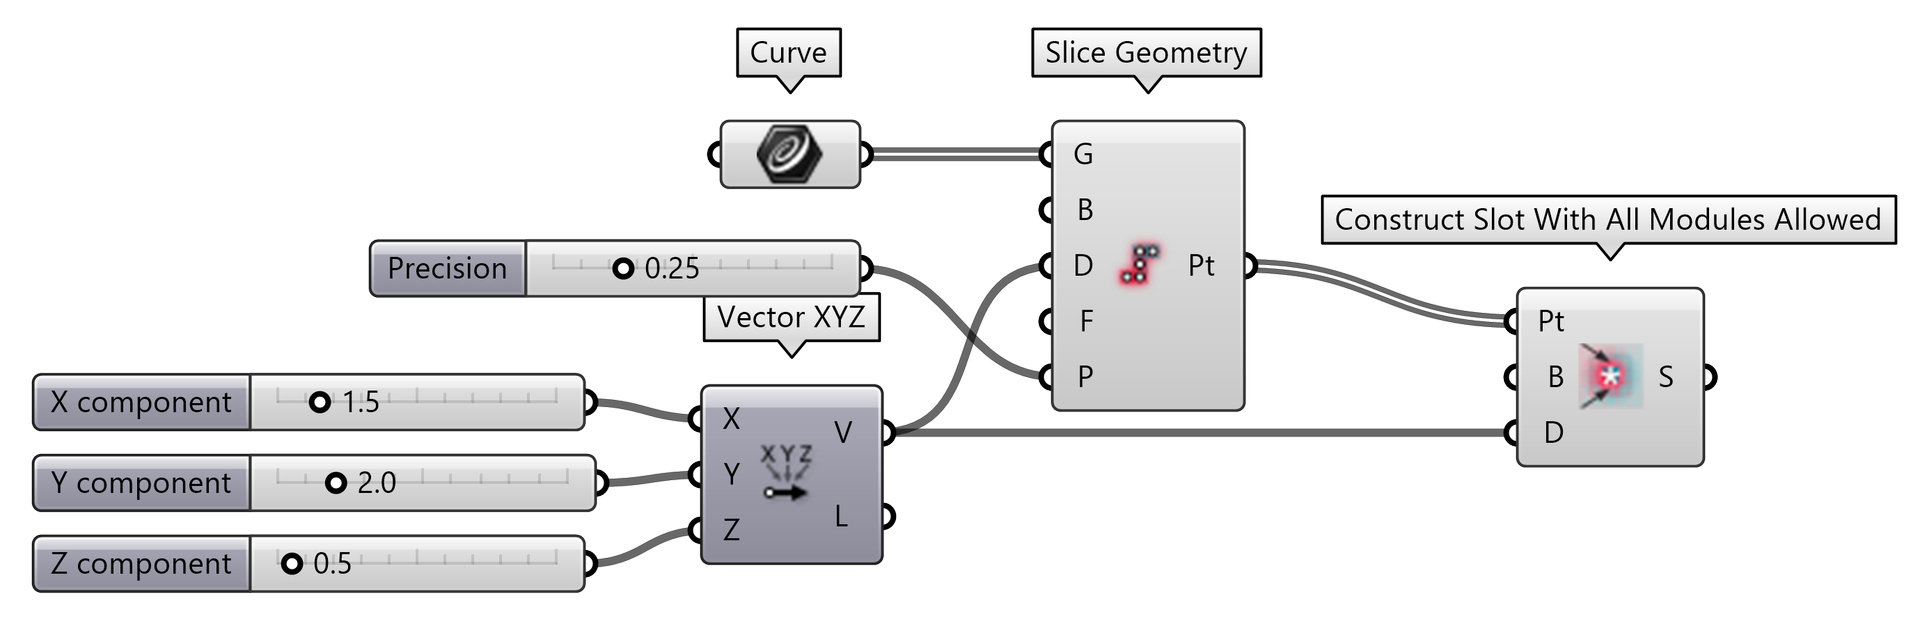 Curve
Slice Geometry
G
B
D
F
P
Pt
Precision
0.25
Vector XYZ
Construct Slot With All Modules Allowed
Pt
B
D
S
X component
1.5
Y component
2.0
Z component
0.5
X
Y
Z
X Y Z
V
L